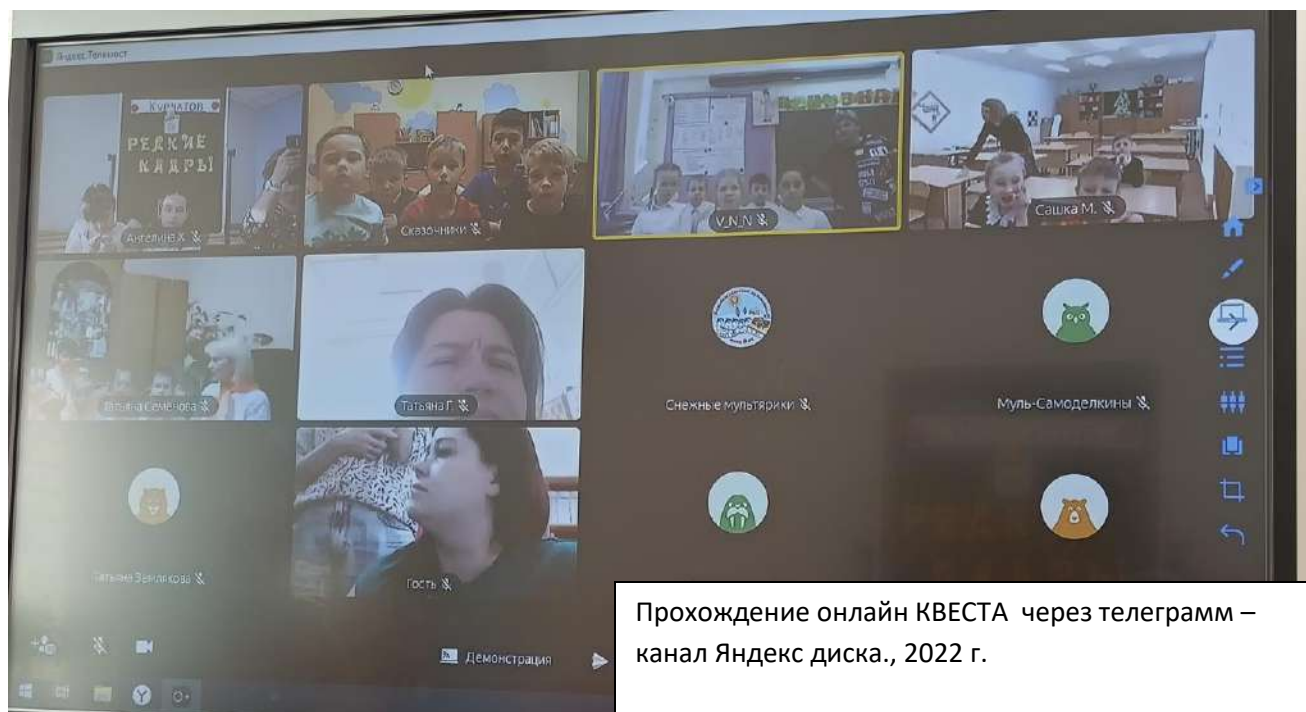 Яндекс.Телемост
КУРЧАТОВ
РЕДКИЕ
КАДРЫ
Ангелина Х.
Сказочники
V_N_N
Сашка М.
Татьяна Семёнова
Татьяна Г.
Снежные мультярики
Муль-Самоделкины
Татьяна Землякова
Гость
Демонстрация
Прохождение онлайн КВЕСТА через телеграмм –
канал Яндекс диска., 2022 г.